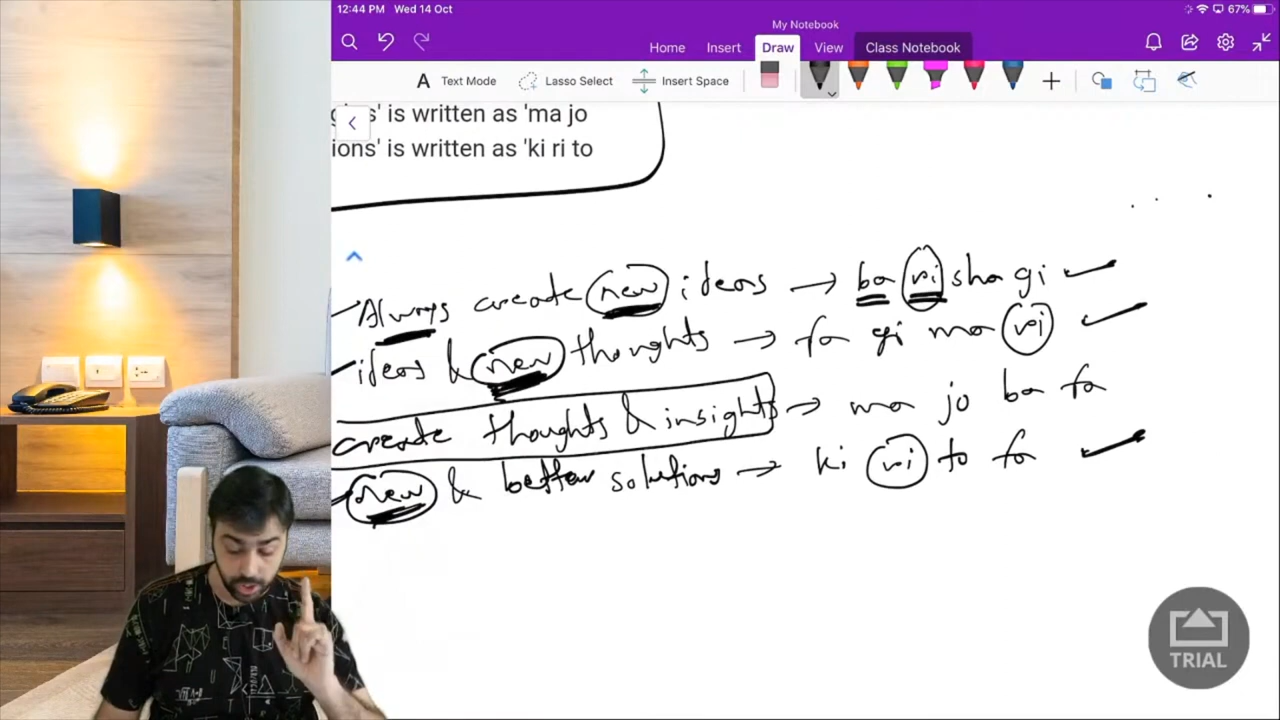 12:44 PM Wed 14 Oct
67%
My Notebook
Home Insert Draw View Class Notebook
A Text Mode Lasso Select Insert Space
is written as 'ma jo
ions' is written as 'ki ri to
Always create new ideas → ba ri sha gi
ideas & new thoughts → fa gi ma ri
create thoughts & insights → ma jo ba fa
new & better solutions → ki ri to fa
TRIAL